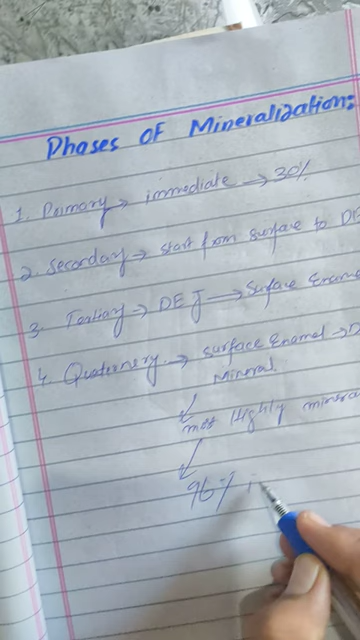 Phases Of Mineralization:
1. Primary → immediate → 30%
2. Secondary → start from surface to DE
3. Tertiary → DEJ → Surface Ename
4. Quaternery → Surface Enamel → D
Mineral.
most Highly minera
96%